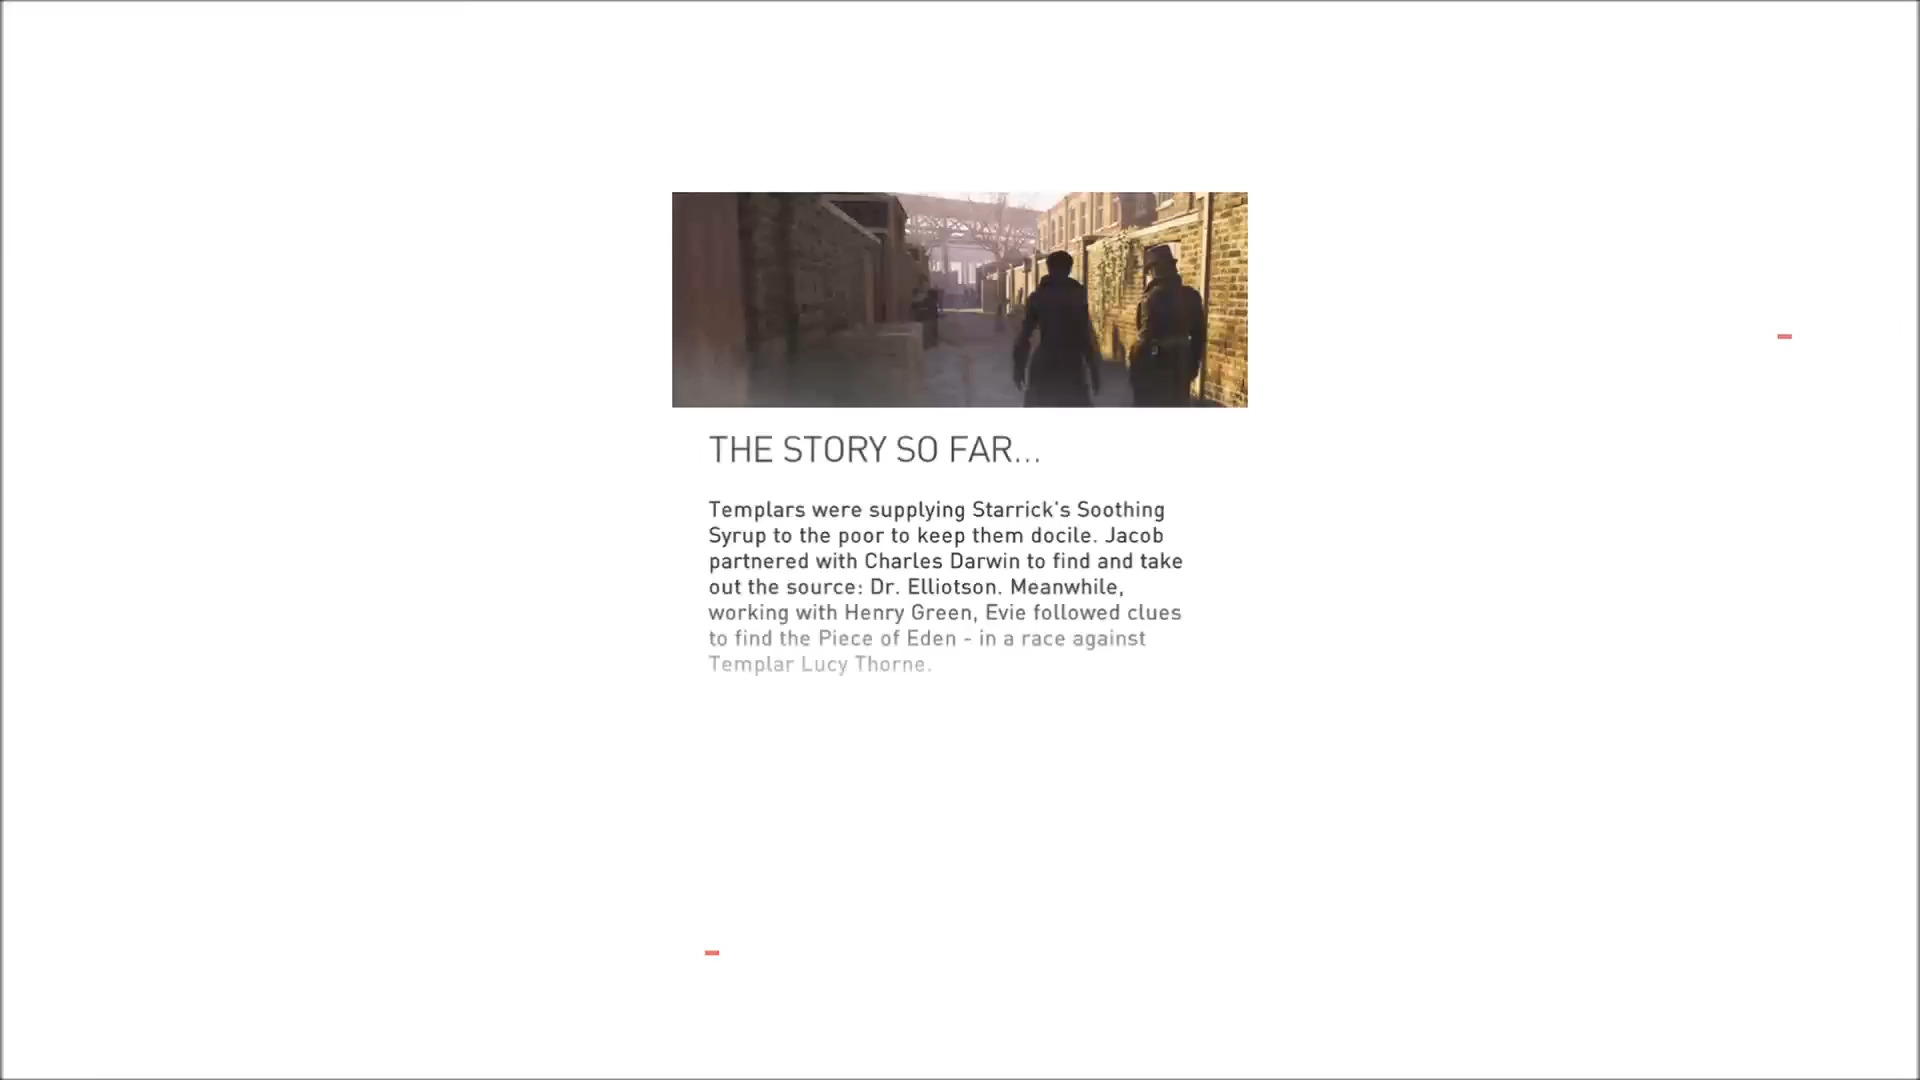 THE STORY SO FAR...
Templars were supplying Starrick's Soothing
Syrup to the poor to keep them docile. Jacob
partnered with Charles Darwin to find and take
out the source: Dr. Elliotson. Meanwhile,
working with Henry Green, Evie followed clues
to find the Piece of Eden - in a race against
Templar Lucy Thorne.